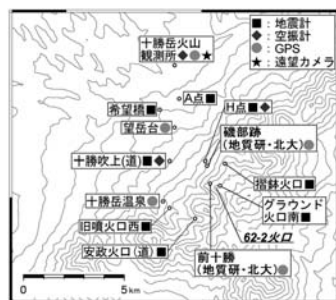 ■：地震計
◆：空振計
●：GPS
★：遠望カメラ
十勝岳火山
観測所◆●★
A点■
希望橋■
H点■◆
望岳台●
磯部跡
(地質研・北大)●
十勝吹上(道)■◆
摺鉢火口■
十勝岳温泉●
グラウンド
火口南■
旧噴火口西■
62-2火口
安政火口(道)■
前十勝
(地質研・北大)●
0
5
km